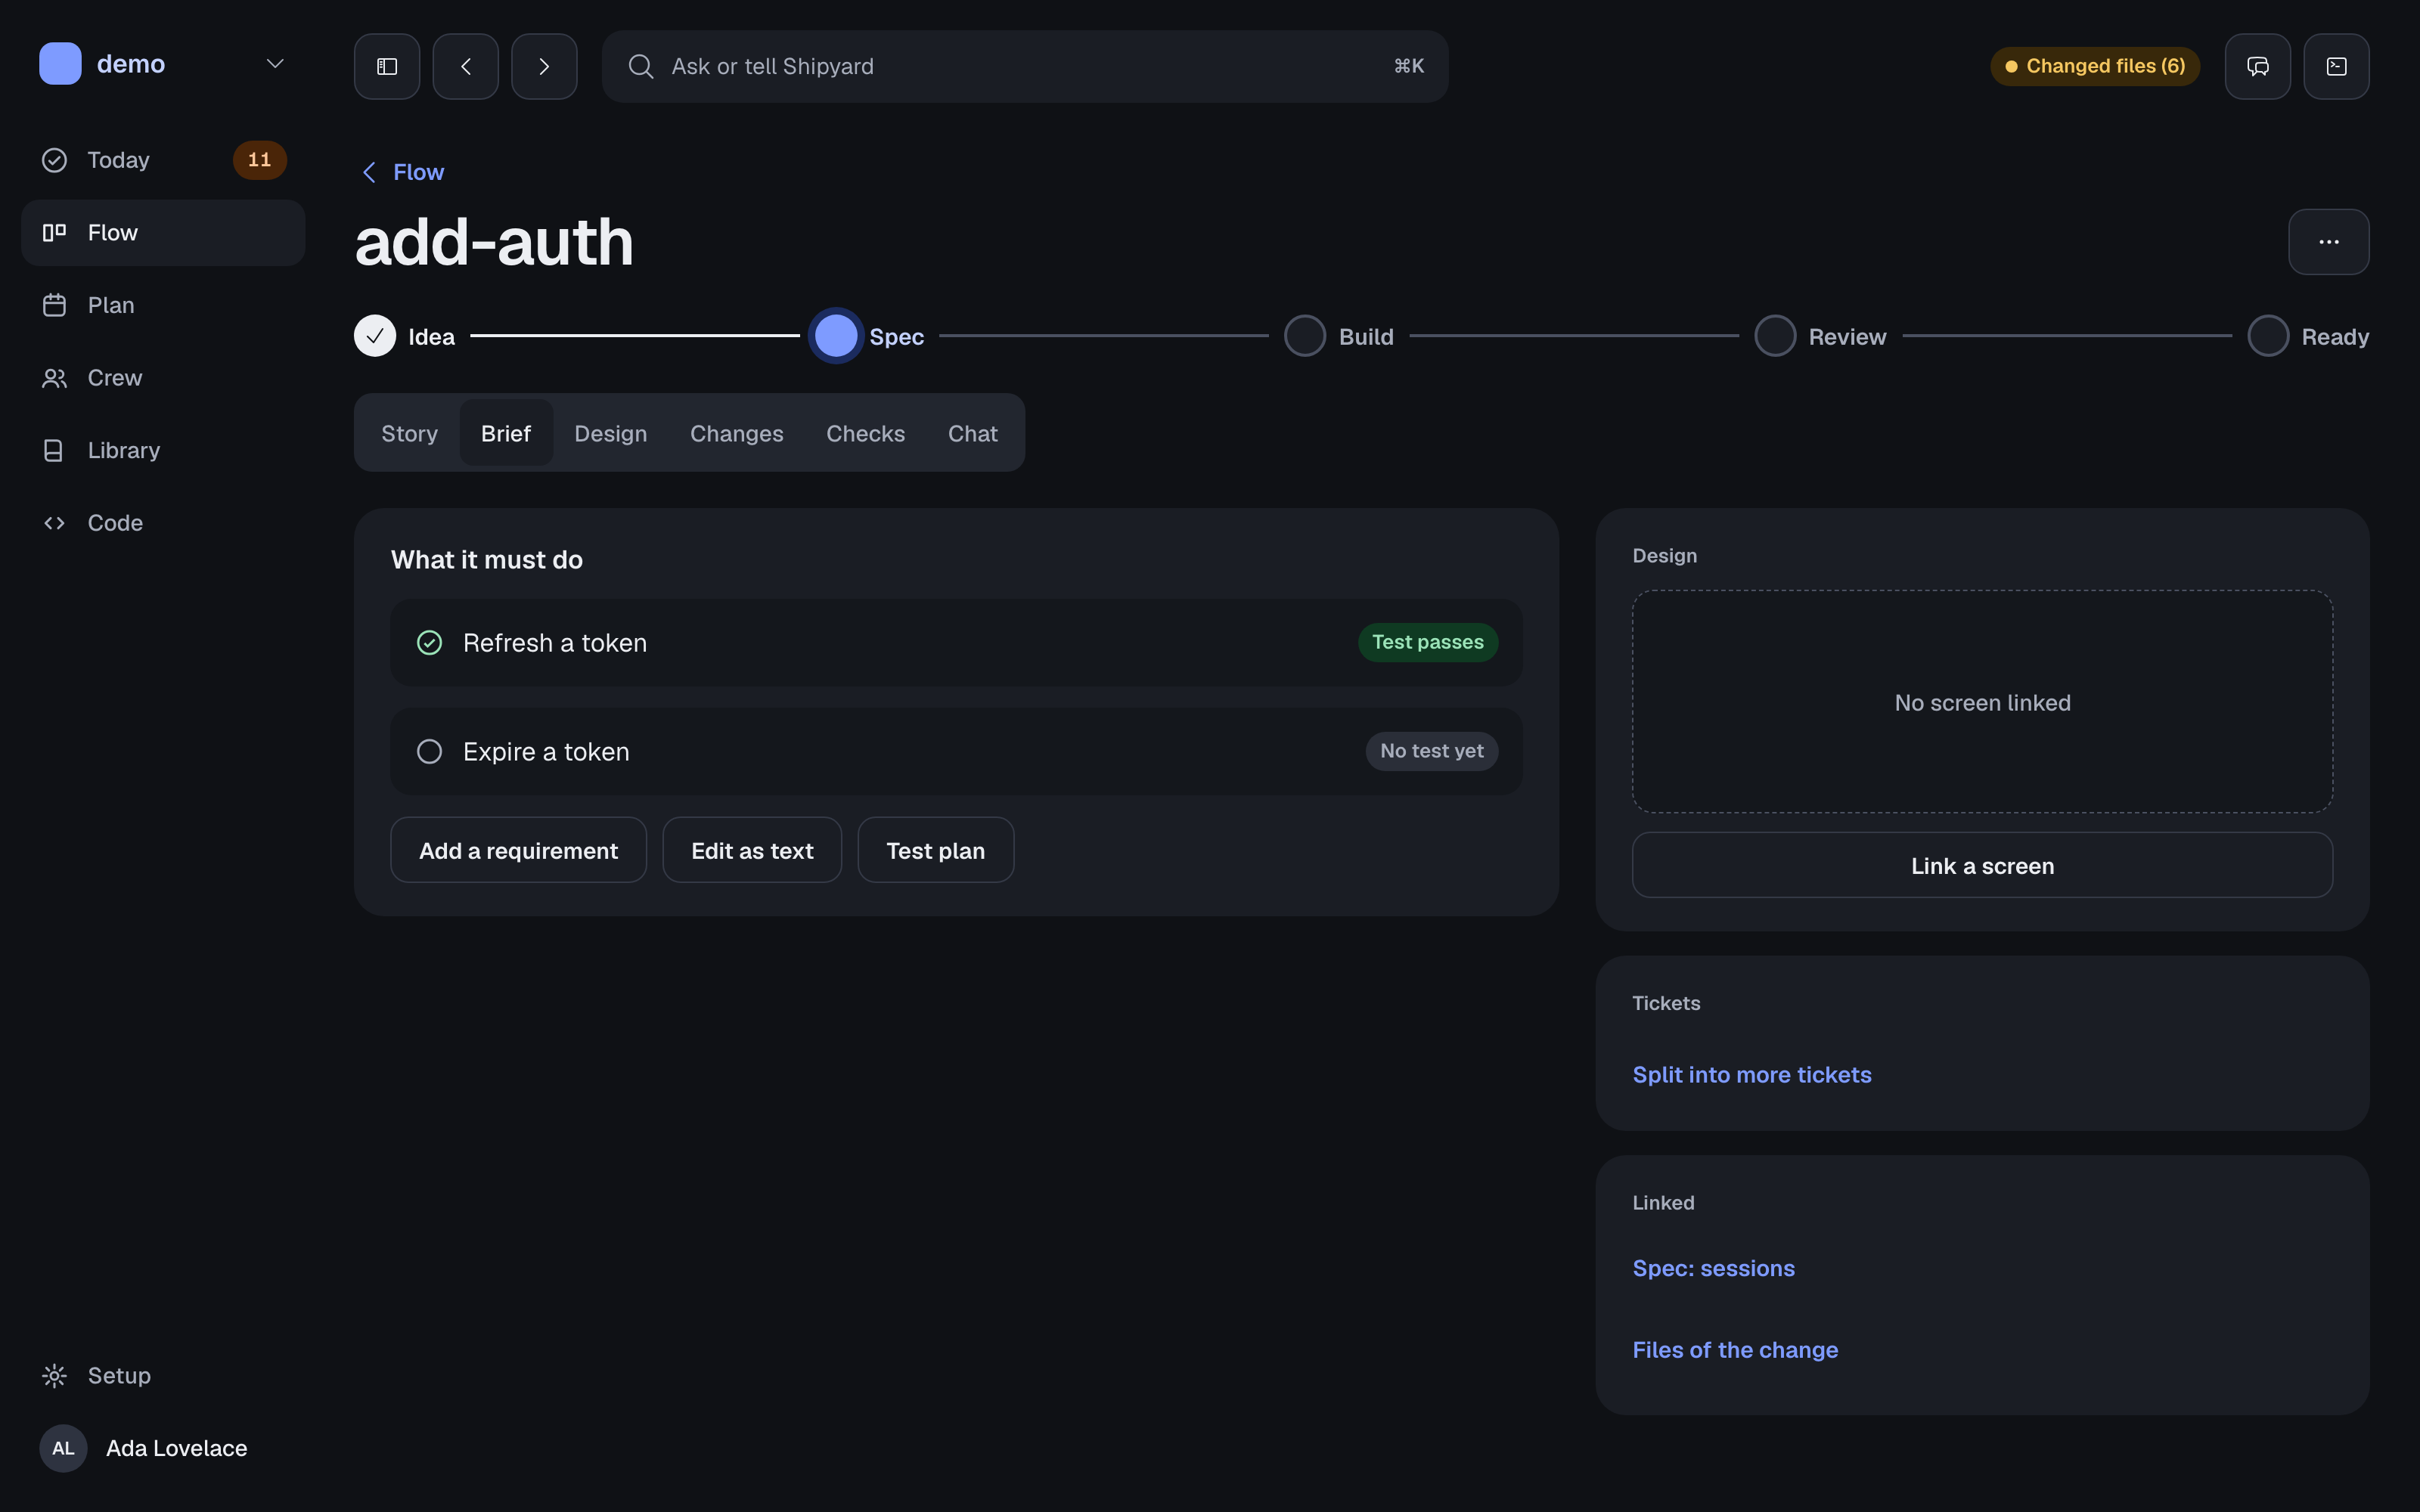 demo
Ask or tell Shipyard
⌘K
Changed files (6)
Today
11
Flow
Plan
Crew
Library
Code
Setup
AL
Ada Lovelace
Flow
add-auth
Idea
Spec
Build
Review
Ready
Story
Brief
Design
Changes
Checks
Chat
What it must do
Refresh a token
Test passes
Expire a token
No test yet
Add a requirement
Edit as text
Test plan
Design
No screen linked
Link a screen
Tickets
Split into more tickets
Linked
Spec: sessions
Files of the change